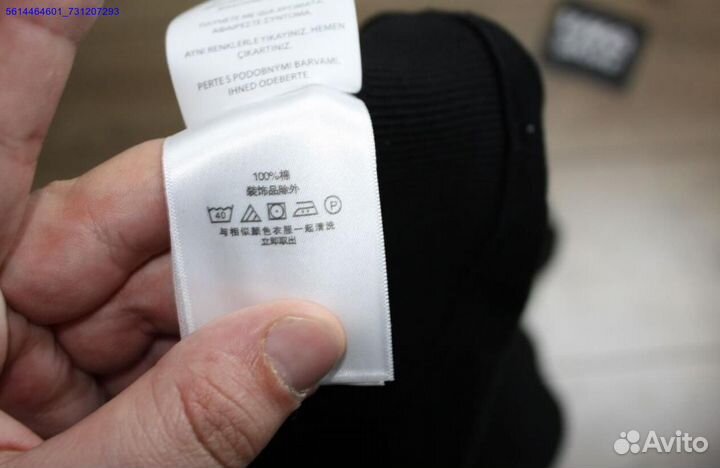 5614464601_731207293
AYNI RENKLERLE YIKAYINIZ, HEMEN
ÇIKARTINIZ.
PERTE S PODOBNÝMI BARVAMI,
IHNED ODEBERTE.
100%棉
装饰品除外
40 P
与相似颜色衣服一起清洗
立即取出
Avito